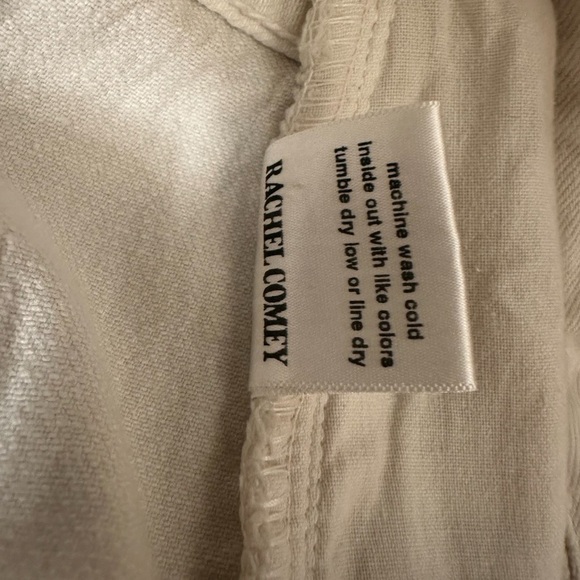 machine wash cold
Inside out with like colors
tumble dry low or line dry
RACHEL COMEY